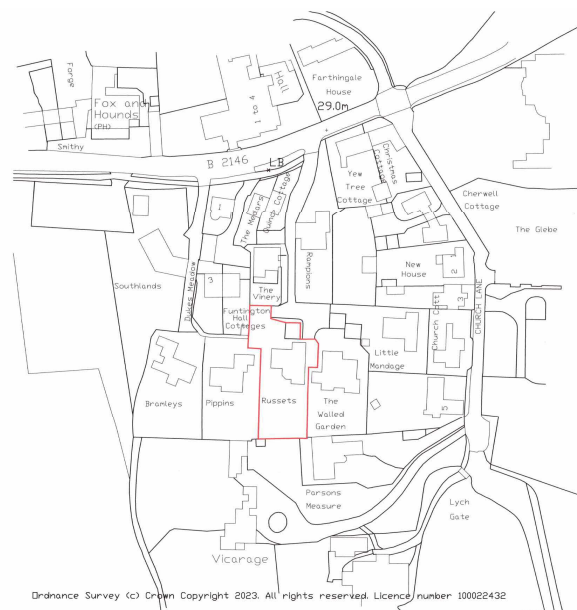 Forge
Fox and
Hounds
(PH)
Smithy
Hall
1 to 4
Farthingale
House
29.0m
B 2146
LB
Christmas
Cottage
Yew
Tree
Cottage
Cherwell
Cottage
The Glebe
1
The Medlars
Quince Cottage
Rampions
New
House
1
2
3
Southlands
Dukes Meadow
3
The
Vinery
Funtington
Hall
Cottages
Church Cott
CHURCH LANE
Little
Mandage
Bramleys
Pippins
Russets
The
Walled
Garden
5
Parsons
Measure
Lych
Gate
Vicarage
Ordnance Survey (c) Crown Copyright 2023. All rights reserved. Licence number 100022432